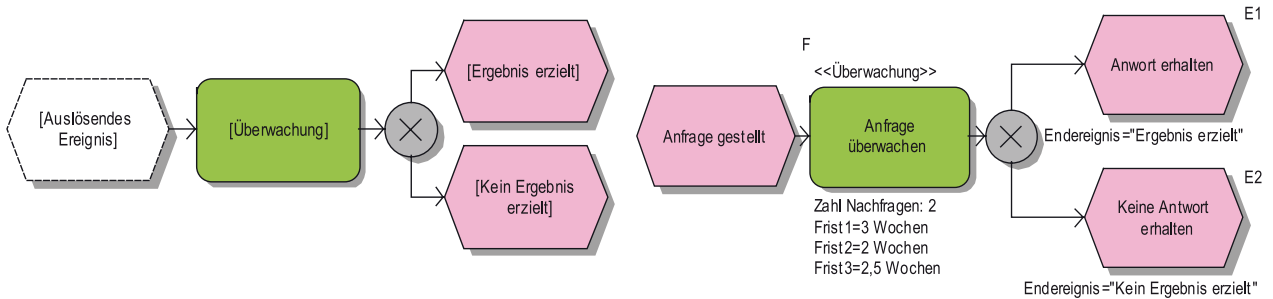 [Auslösendes
Ereignis]
[Überwachung]
[Ergebnis erzielt]
[Kein Ergebnis
erzielt]
Anfrage gestellt
F
<<Überwachung>>
Anfrage
überwachen
Zahl Nachfragen: 2
Frist1=3 Wochen
Frist2=2 Wochen
Frist3=2,5 Wochen
E1
Anwort erhalten
Endereignis="Ergebnis erzielt"
E2
Keine Antwort
erhalten
Endereignis="Kein Ergebnis erzielt"